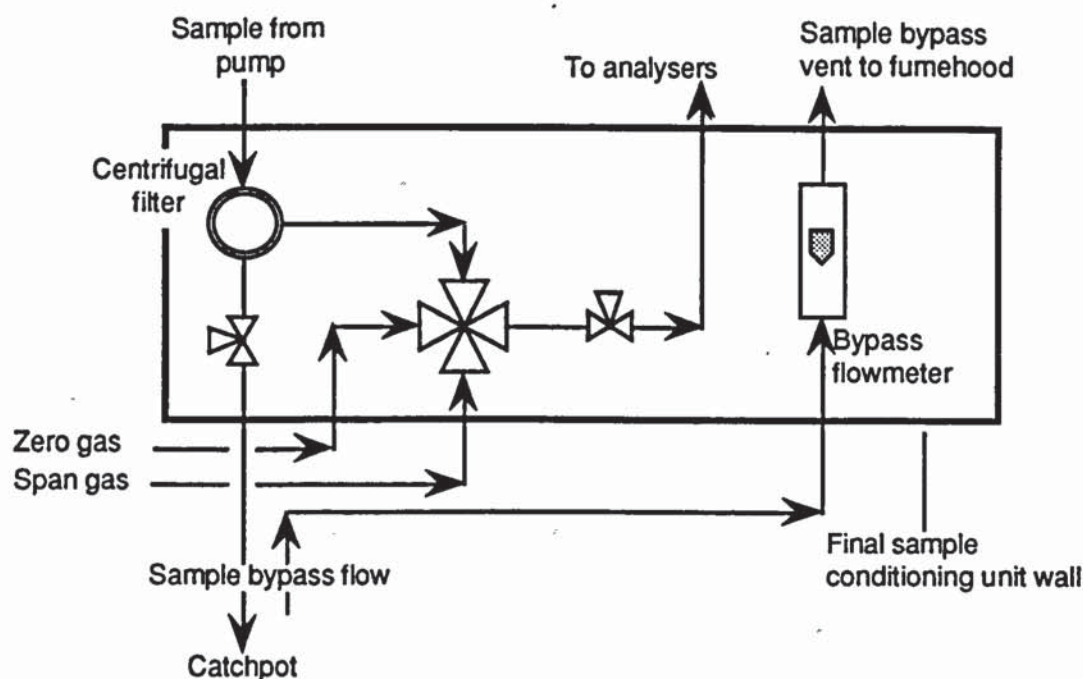 Sample from
pump
To analysers
Sample bypass
vent to fumehood
Centrifugal
filter
Bypass
flowmeter
Zero gas
Span gas
Sample bypass flow
Final sample
conditioning unit wall
Catchpot